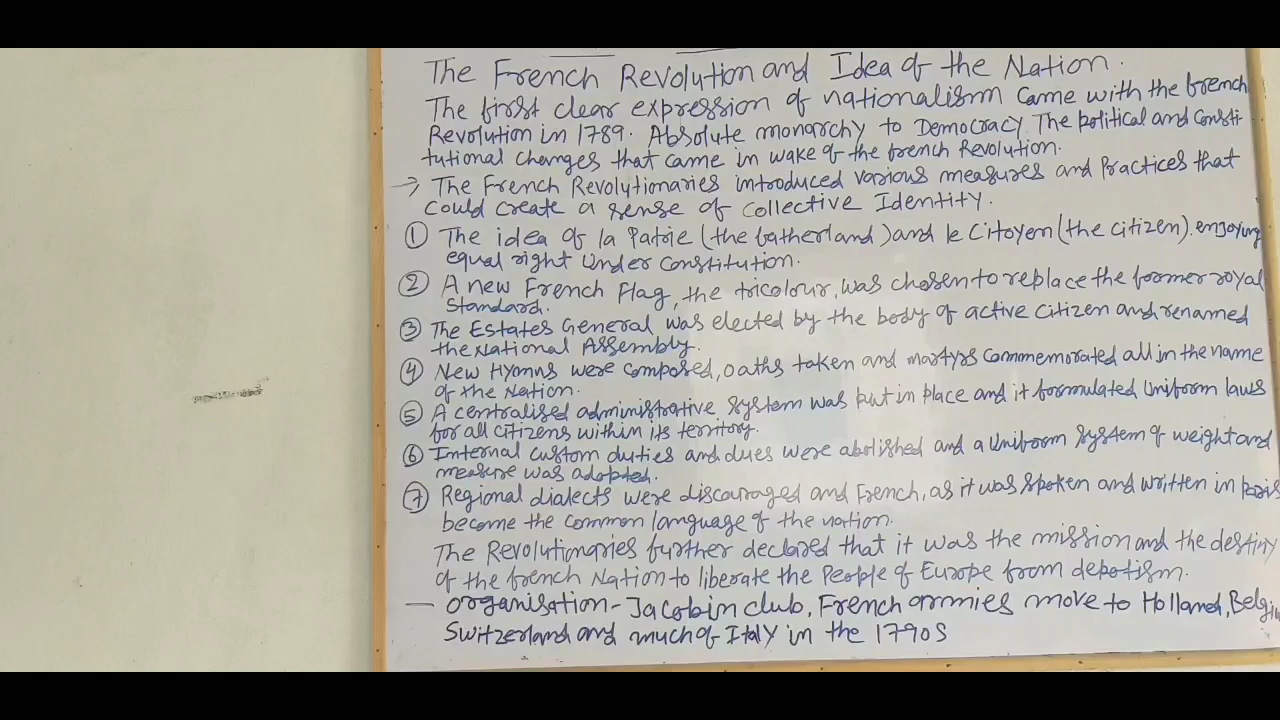 The French Revolution and Idea of the Nation.
The first clear expression of nationalism came with the french
Revolution in 1789. Absolute monarchy to Democracy. The political and consti-
tutional changes that came in wake of the french Revolution.
→ The French Revolutionaries introduced various measures and Practices that
could create a sense of collective Identity.
① The idea of la Patrie (the fatherland) and le Citoyen (the citizen). enjoying
equal right under constitution.
② A new French Flag, the tricolour, was chosen to replace the former royal
Standard.
③ The Estates General was elected by the body of active citizen and renamed
the National Assembly.
④ New Hymns were composed, oaths taken and martyrs commemorated all in the name
of the Nation.
⑤ A centralised administrative system was put in place and it formulated Uniform laws
for all citizens within its territory.
⑥ Internal custom duties and dues were abolished and a Uniform system of weight and
measure was adopted.
⑦ Regional dialects were discouraged and French, as it was spoken and written in paris
become the common language of the nation.
The Revolutionaries further declared that it was the mission and the destiny
of the french Nation to liberate the People of Europe from depotism.
— organisation - Jacobin club, French armies move to Holland, Belgiu
Switzerland and much of Italy in the 1790s